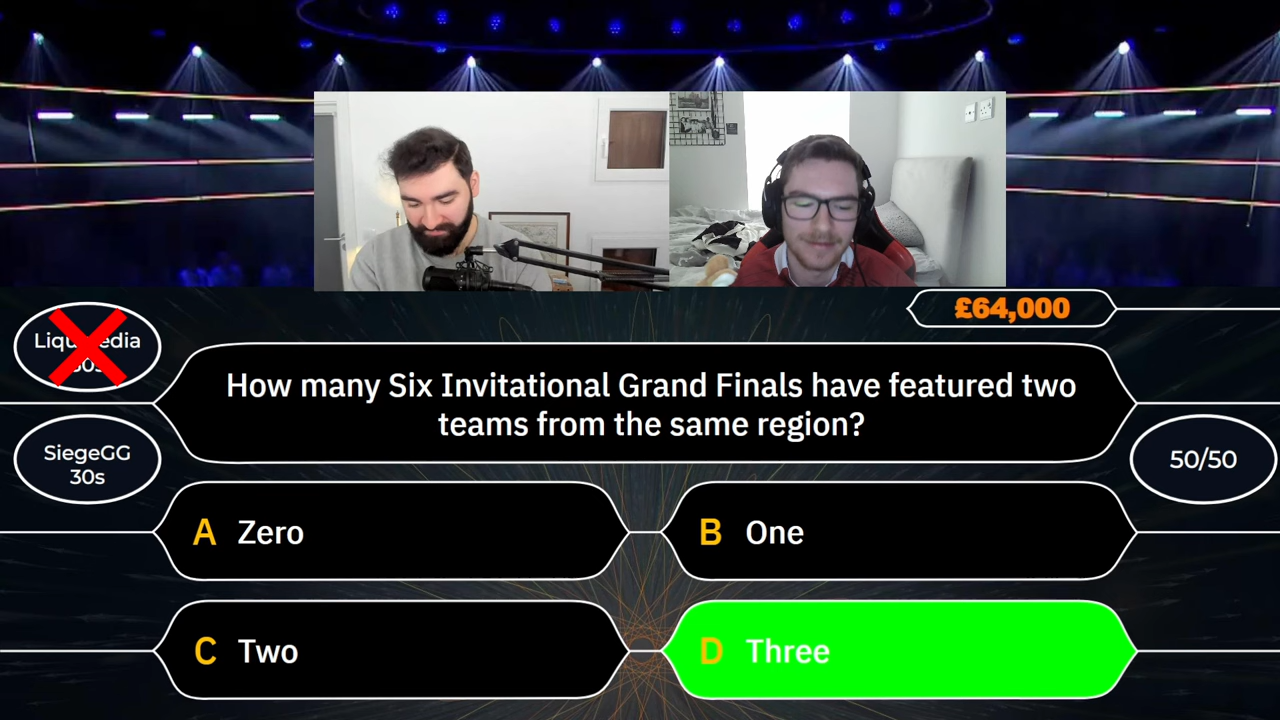 £64,000
How many Six Invitational Grand Finals have featured two
teams from the same region?
SiegeGG
30s
50/50
A Zero
B One
C Two
D Three